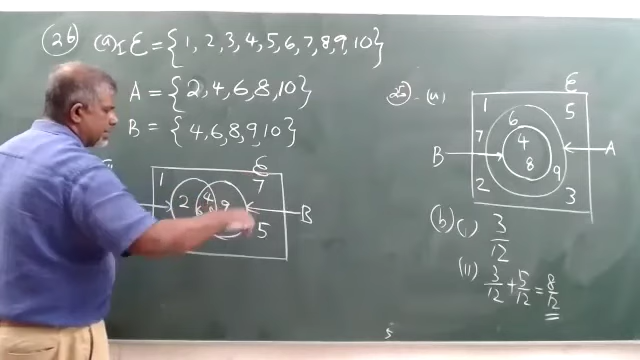 26 (a) I ℰ = {1, 2, 3, 4, 5, 6, 7, 8, 9, 10}
A = {2, 4, 6, 8, 10}
B = {4, 6, 8, 9, 10}
ℰ
1 7
2 4 9
B
5
25 (a)
ℰ
1 5
6
7 4
B A
8 9
2 3
(b) (i) 3/12
(ii) 3/12 + 5/12 = 8/12